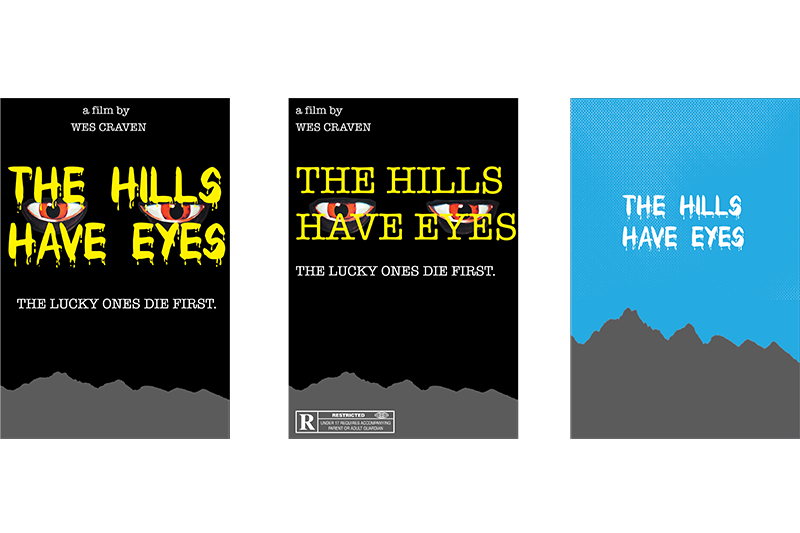 a film by
WES CRAVEN
THE HILLS
HAVE EYES
THE LUCKY ONES DIE FIRST.
a film by
WES CRAVEN
THE HILLS
HAVE EYES
THE LUCKY ONES DIE FIRST.
R
RESTRICTED
UNDER 17 REQUIRES ACCOMPANYING
PARENT OR ADULT GUARDIAN
THE HILLS
HAVE EYES